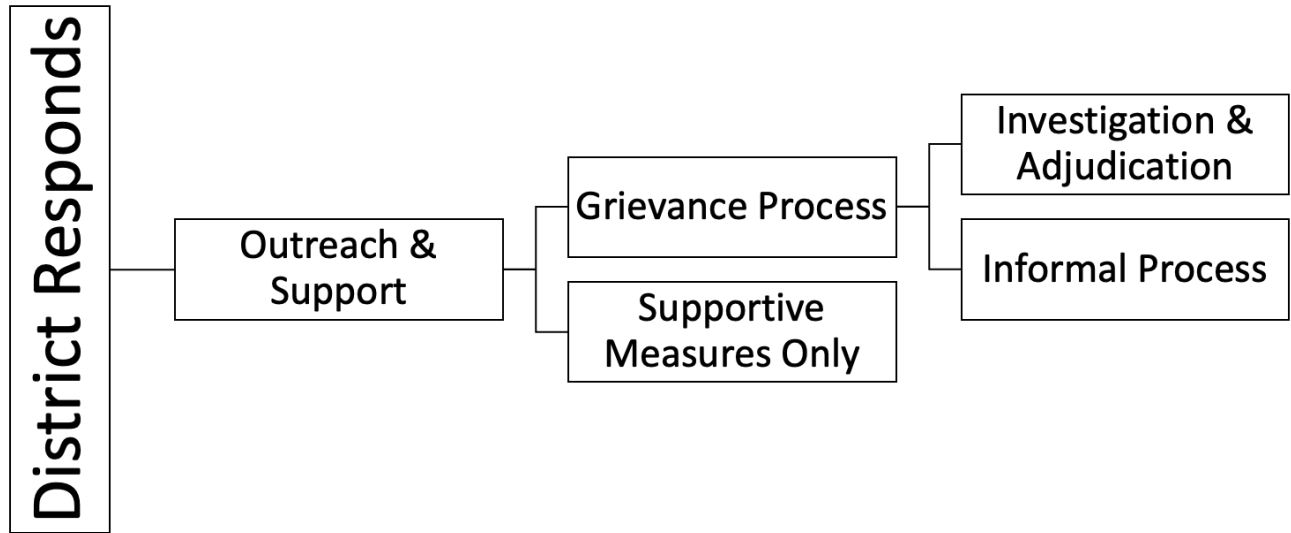 District Responds
Outreach &
Support
Grievance Process
Supportive
Measures Only
Investigation &
Adjudication
Informal Process